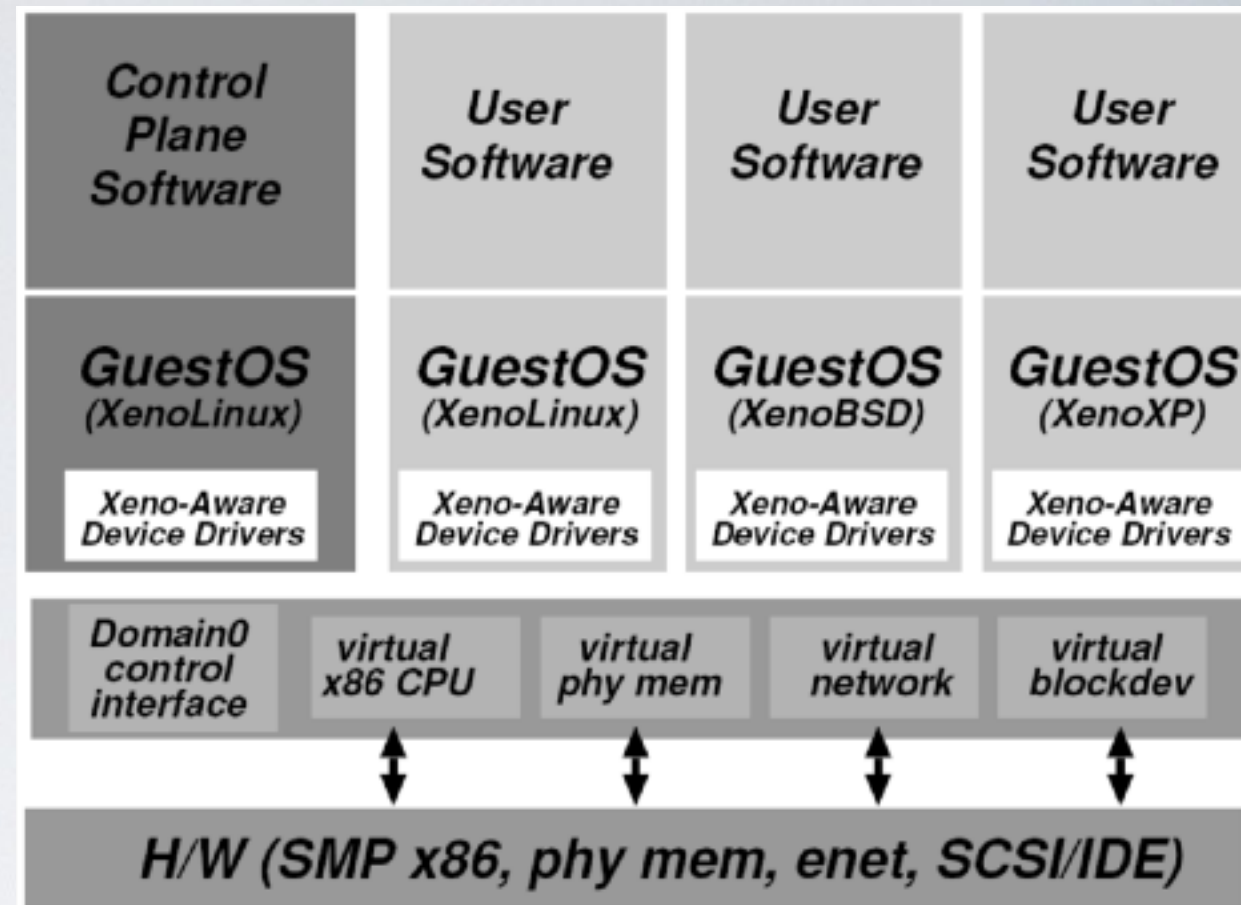 Control
Plane
Software
User
Software
User
Software
User
Software
GuestOS
(XenoLinux)
Xeno-Aware
Device Drivers
GuestOS
(XenoLinux)
Xeno-Aware
Device Drivers
GuestOS
(XenoBSD)
Xeno-Aware
Device Drivers
GuestOS
(XenoXP)
Xeno-Aware
Device Drivers
Domain0
control
interface
virtual
x86 CPU
virtual
phy mem
virtual
network
virtual
blockdev
H/W (SMP x86, phy mem, enet, SCSI/IDE)